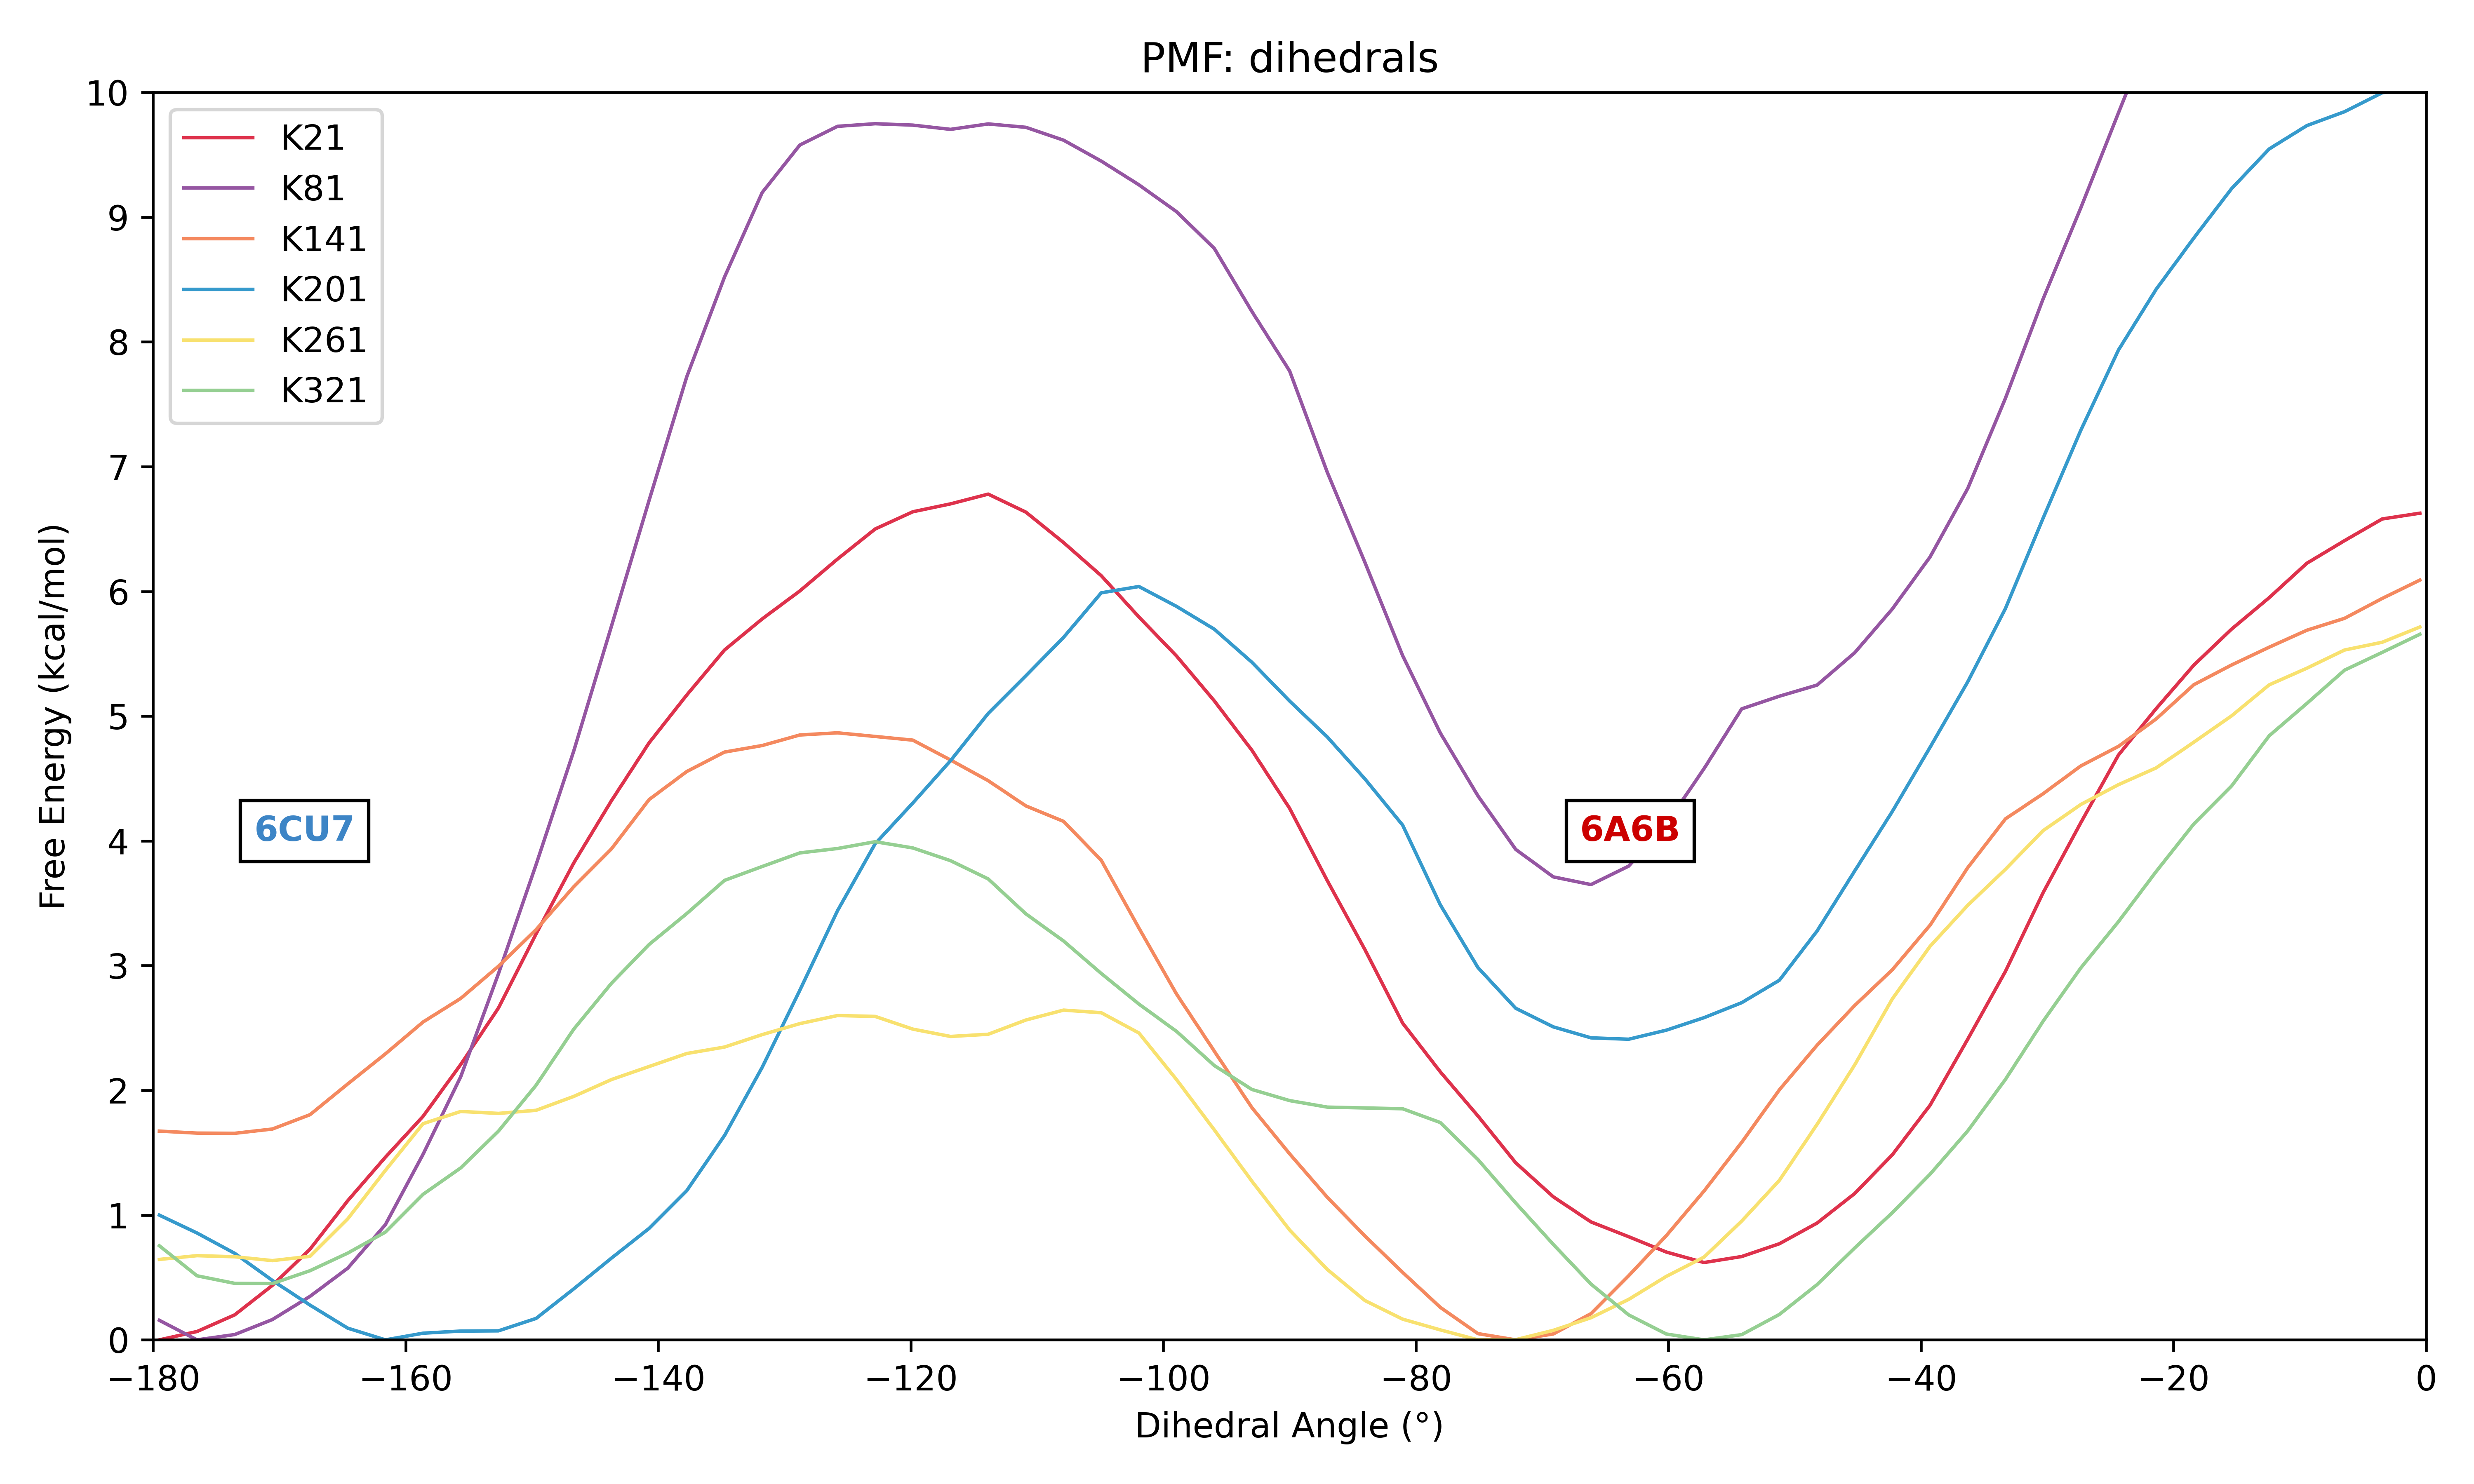 PMF: dihedrals
10
9
8
7
6
5
4
3
2
1
0
Free Energy (kcal/mol)
K21
K81
K141
K201
K261
K321
6CU7
6A6B
−180
−160
−140
−120
−100
−80
−60
−40
−20
0
Dihedral Angle (°)